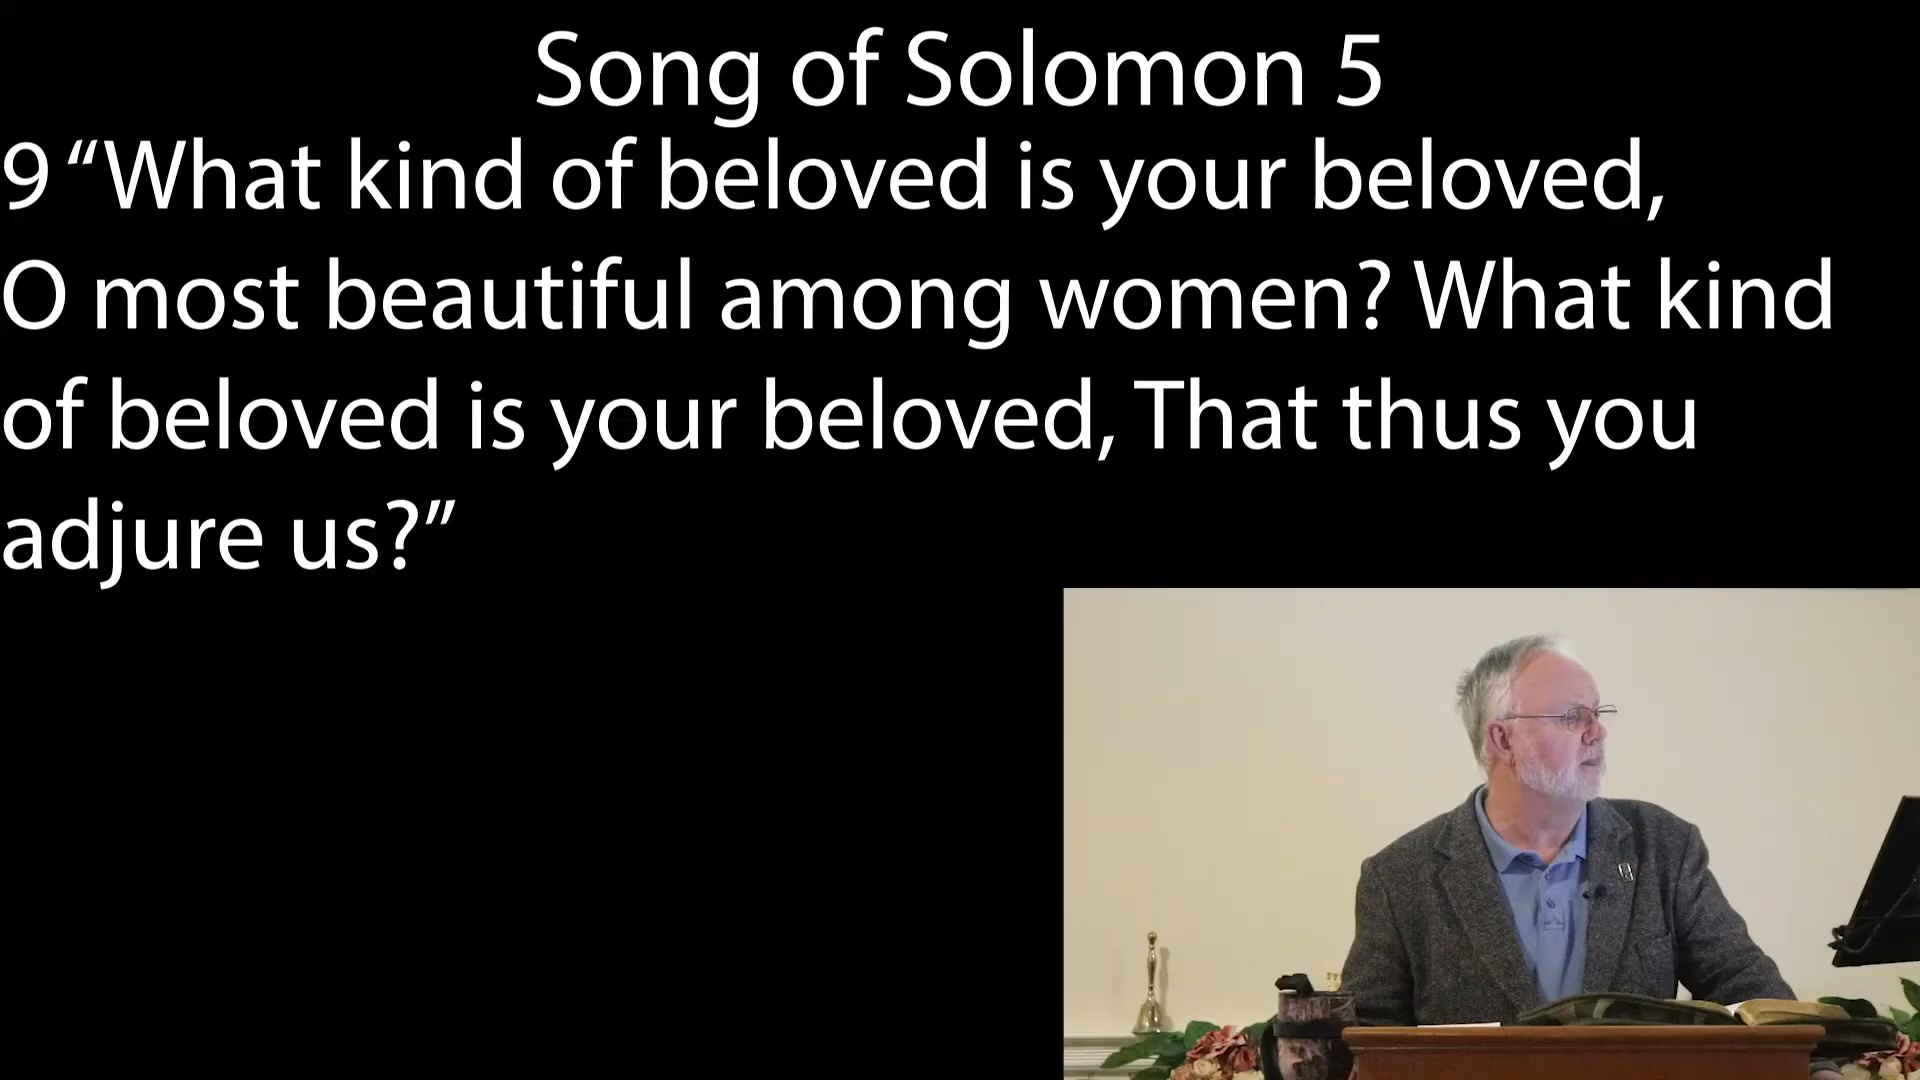 Song of Solomon 5
9 “What kind of beloved is your beloved,
O most beautiful among women? What kind
of beloved is your beloved, That thus you
adjure us?”